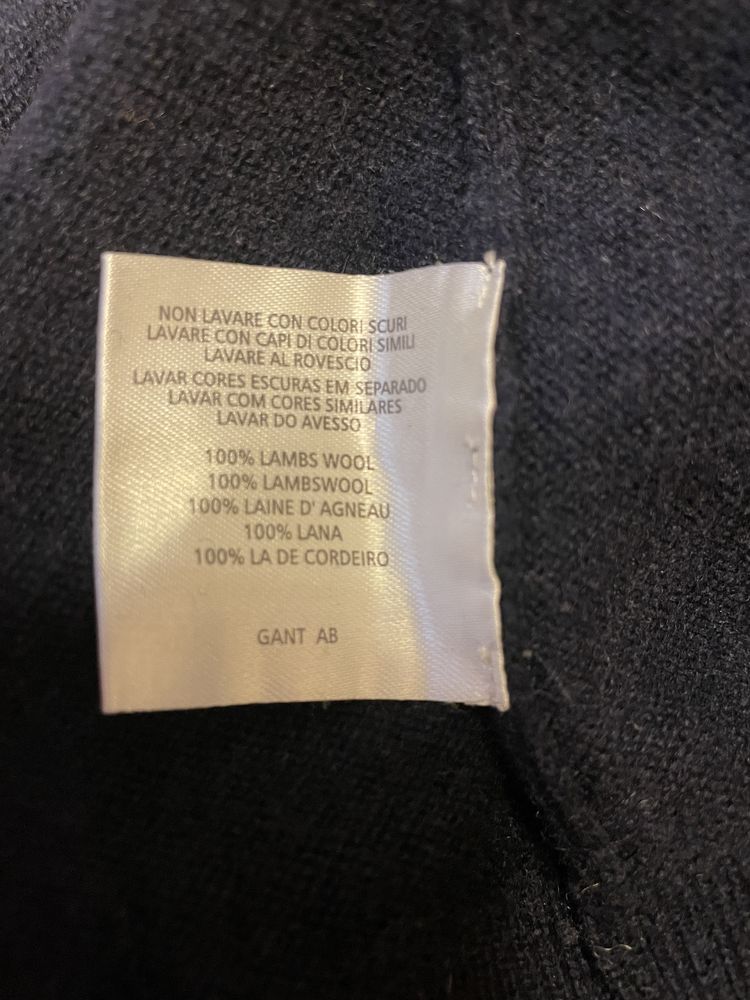 NON LAVARE CON COLORI SCURI
LAVARE CON CAPI DI COLORI SIMILI
LAVARE AL ROVESCIO
LAVAR CORES ESCURAS EM SEPARADO
LAVAR COM CORES SIMILARES
LAVAR DO AVESSO
100% LAMBS WOOL
100% LAMBSWOOL
100% LAINE D' AGNEAU
100% LANA
100% LA DE CORDEIRO
GANT AB